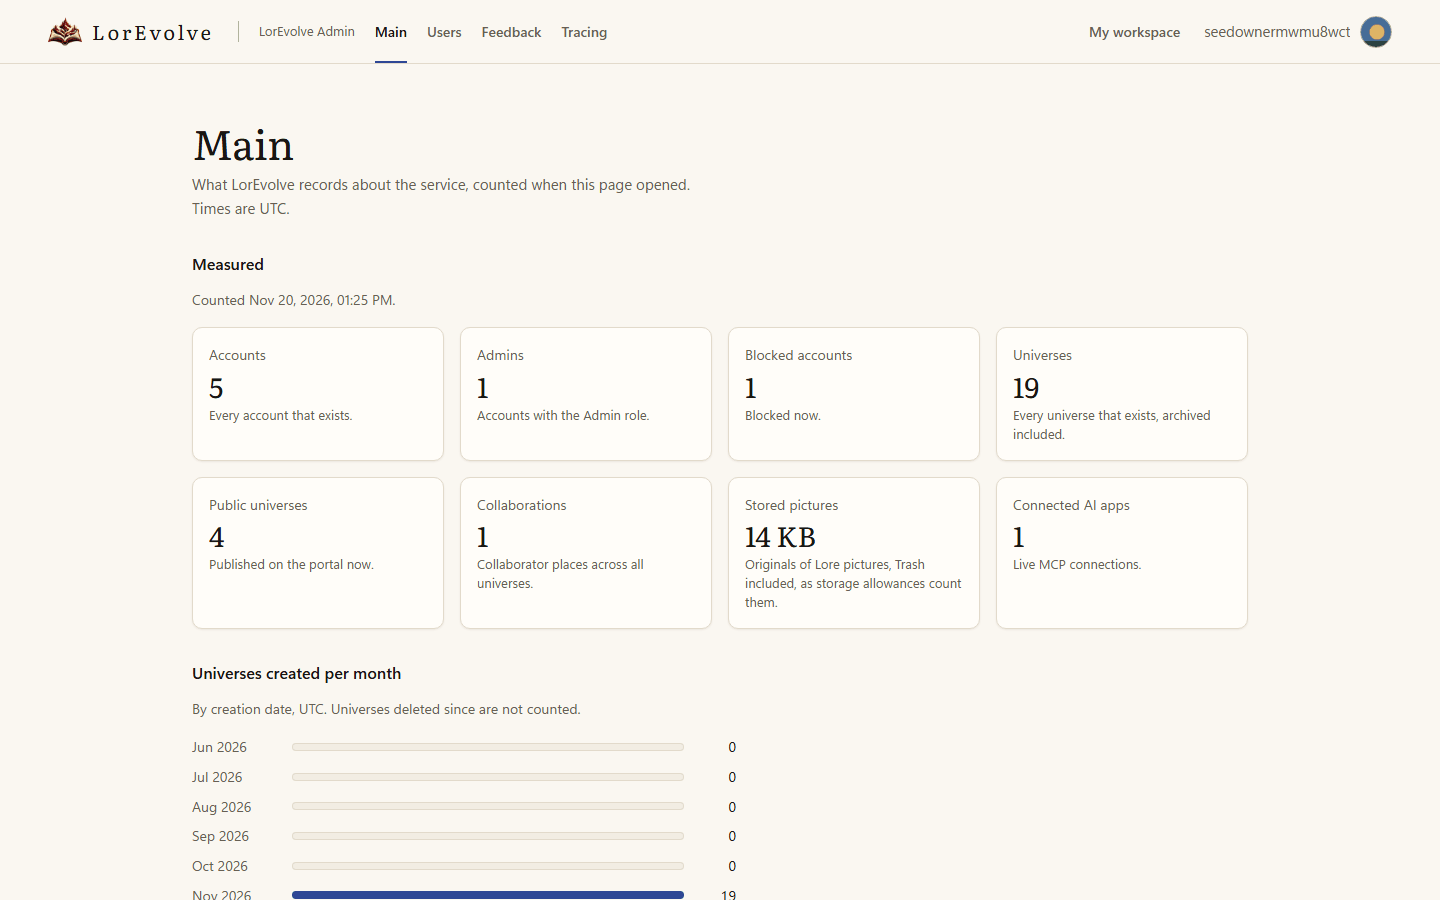 LorEvolve
LorEvolve Admin
Main
Users
Feedback
Tracing
My workspace
seedownermwmu8wct
Main
What LorEvolve records about the service, counted when this page opened.
Times are UTC.
Measured
Counted Nov 20, 2026, 01:25 PM.
Accounts
5
Every account that exists.
Admins
1
Accounts with the Admin role.
Blocked accounts
1
Blocked now.
Universes
19
Every universe that exists, archived
included.
Public universes
4
Published on the portal now.
Collaborations
1
Collaborator places across all
universes.
Stored pictures
14 KB
Originals of Lore pictures, Trash
included, as storage allowances count
them.
Connected AI apps
1
Live MCP connections.
Universes created per month
By creation date, UTC. Universes deleted since are not counted.
Jun 2026 0
Jul 2026 0
Aug 2026 0
Sep 2026 0
Oct 2026 0
Nov 2026 19